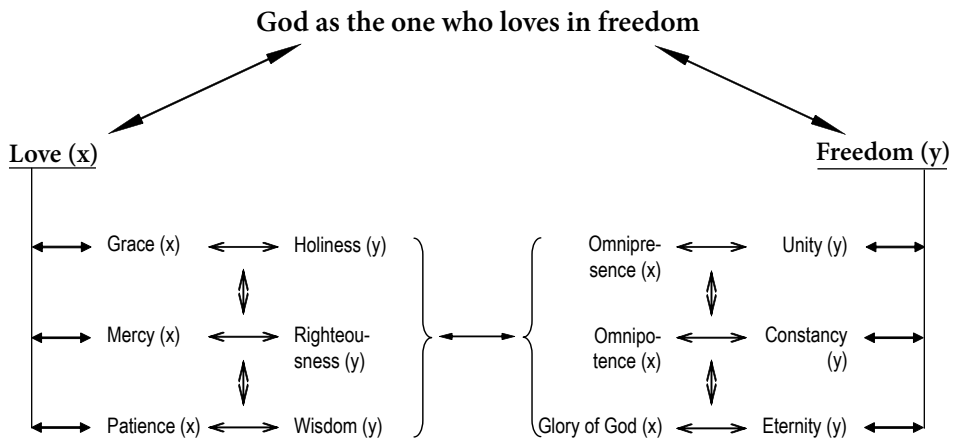 God as the one who loves in freedom
Love (x)
Freedom (y)
Grace (x)
Holiness (y)
Omnipre-
sence (x)
Unity (y)
Mercy (x)
Righteou-
sness (y)
Omnipo-
tence (x)
Constancy
(y)
Patience (x)
Wisdom (y)
Glory of God (x)
Eternity (y)